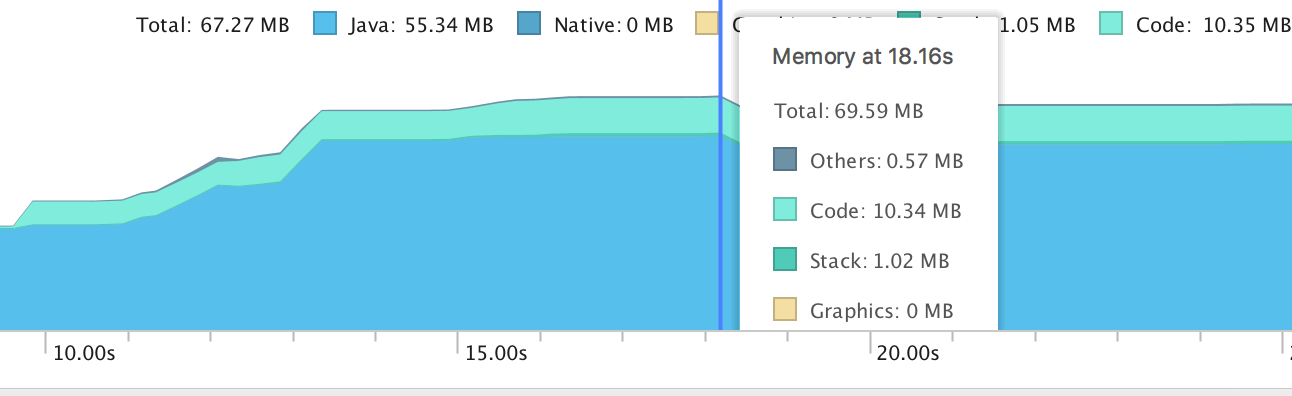 Total: 67.27 MB Java: 55.34 MB Native: 0 MB 1.05 MB Code: 10.35 MB
Memory at 18.16s
Total: 69.59 MB
Others: 0.57 MB
Code: 10.34 MB
Stack: 1.02 MB
Graphics: 0 MB
10.00s 15.00s 20.00s